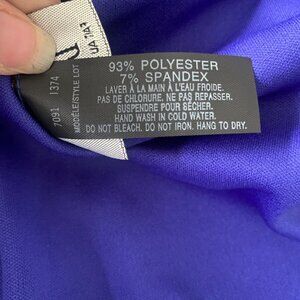 93% POLYESTER
7% SPANDEX
LAVER À LA MAIN À L'EAU FROIDE.
PAS DE CHLORURE. NE PAS REPASSER.
SUSPENDRE POUR SÉCHER.
HAND WASH IN COLD WATER.
DO NOT BLEACH. DO NOT IRON. HANG TO DRY.
MODÈLE/STYLE LOT
7091 1374